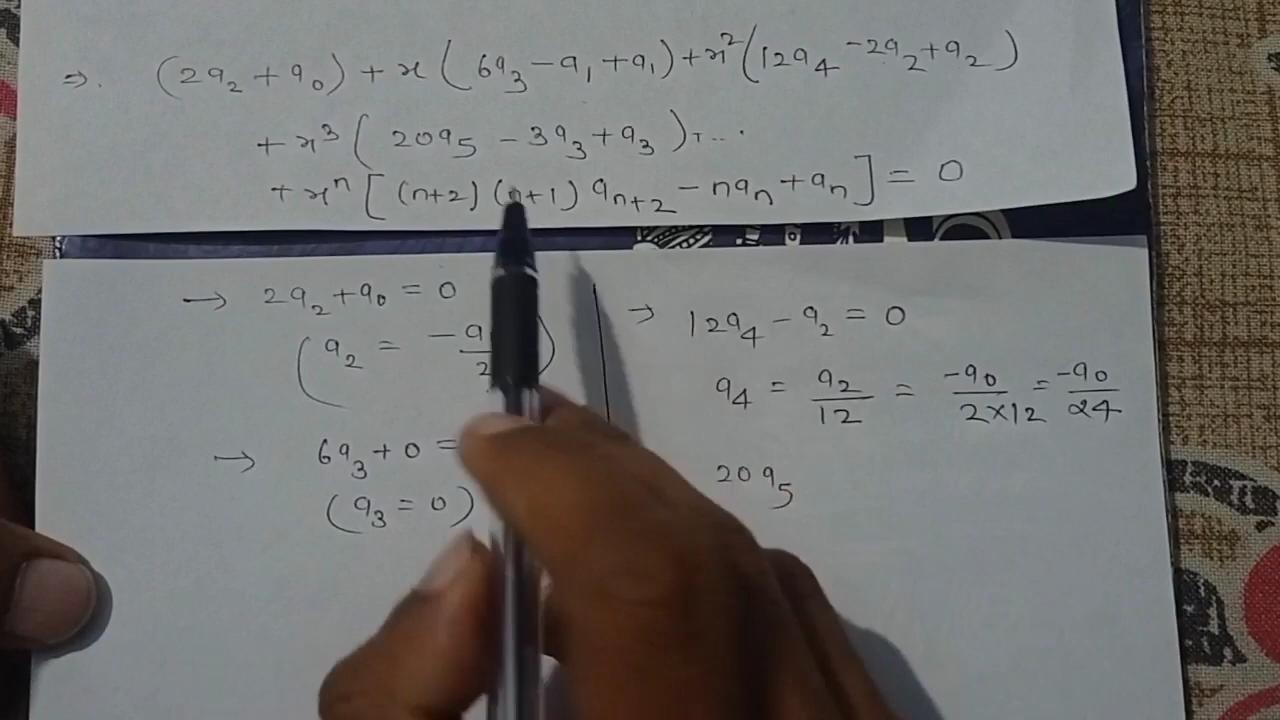 ⇒. (2a₂ + a₀) + x (6a₃ - a₁ + a₁) + x² (12a₄ - 2a₂ + a₂)
+ x³ (20a₅ - 3a₃ + a₃) + ...
+ xⁿ [(n+2) (n+1) aₙ₊₂ - naₙ + aₙ] = 0
→ 2a₂ + a₀ = 0
(a₂ = -a / 2 )
→ 6a₃ + 0 =
(a₃ = 0)
→ 12a₄ - a₂ = 0
a₄ = a₂/12 = -a₀/2×12 = -a₀/24
20a₅